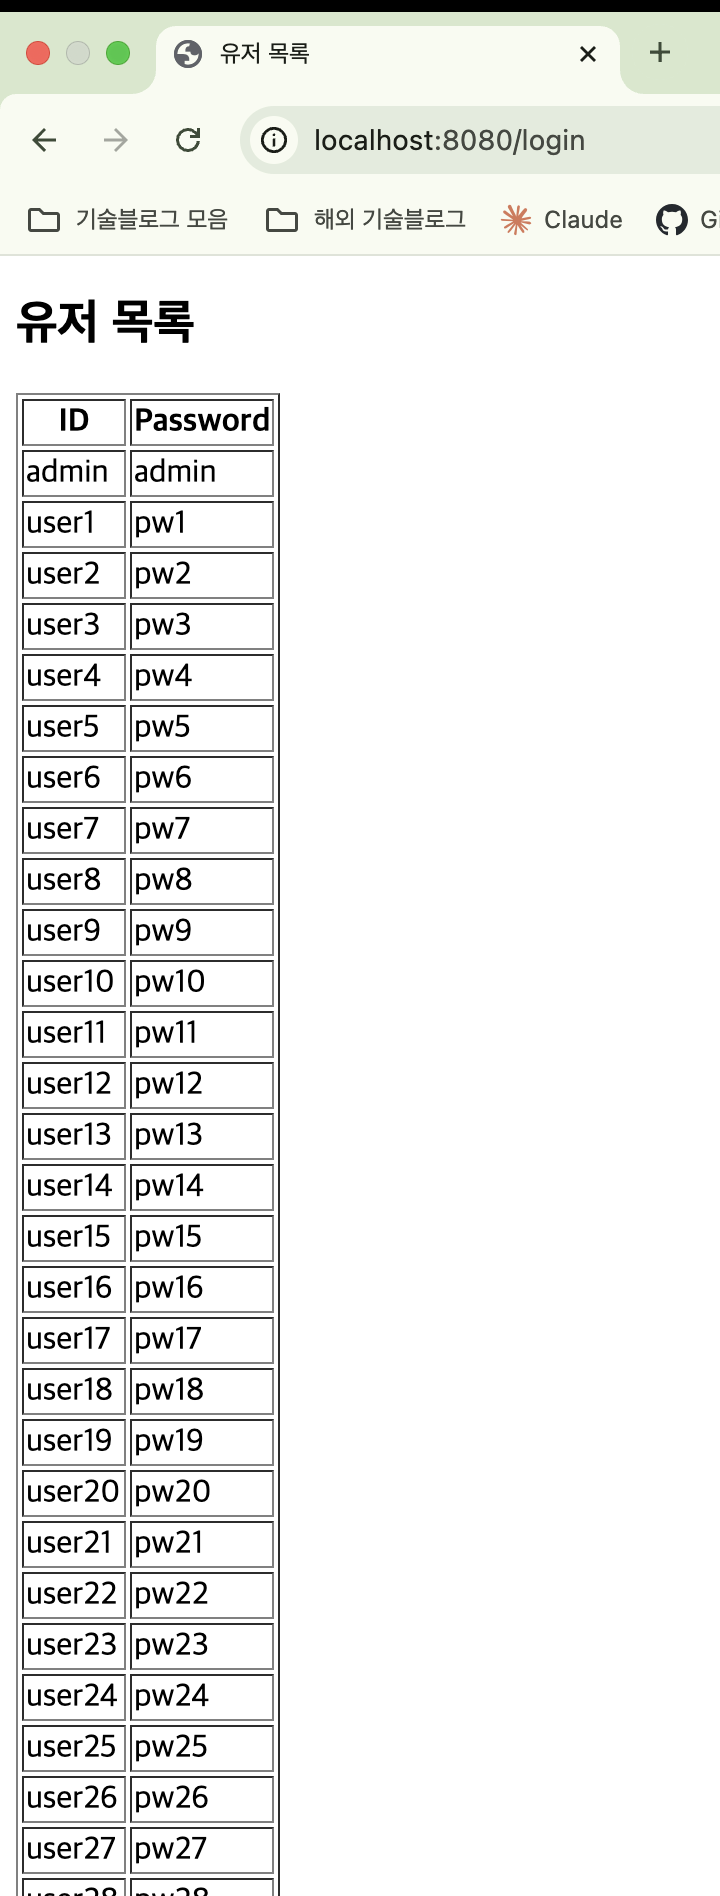 유저 목록
localhost:8080/login
기술블로그 모음 해외 기술블로그 Claude
유저 목록
ID Password
admin admin
user1 pw1
user2 pw2
user3 pw3
user4 pw4
user5 pw5
user6 pw6
user7 pw7
user8 pw8
user9 pw9
user10 pw10
user11 pw11
user12 pw12
user13 pw13
user14 pw14
user15 pw15
user16 pw16
user17 pw17
user18 pw18
user19 pw19
user20 pw20
user21 pw21
user22 pw22
user23 pw23
user24 pw24
user25 pw25
user26 pw26
user27 pw27
user28 pw28